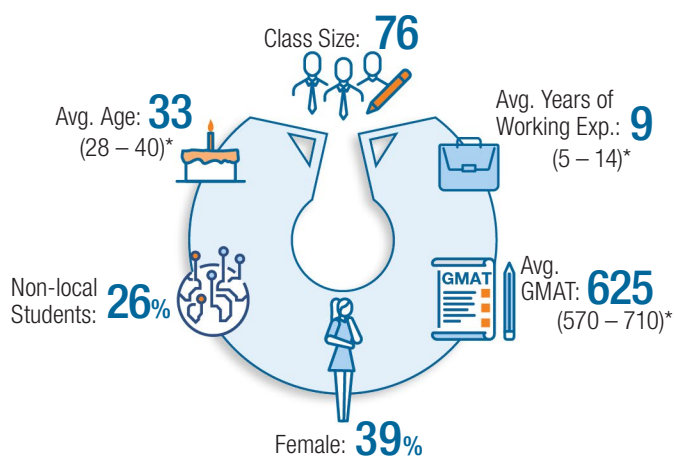 Class Size: 76
Avg. Age: 33
(28 – 40)*
Avg. Years of
Working Exp.: 9
(5 – 14)*
Non-local
Students: 26%
GMAT
Avg.
GMAT: 625
(570 – 710)*
Female: 39%